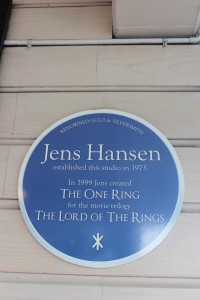 RENOWNED GOLD & SILVERSMITH
Jens Hansen
established this studio in 1973.
In 1999 Jens created
THE ONE RING
for the movie trilogy
THE LORD OF THE RINGS